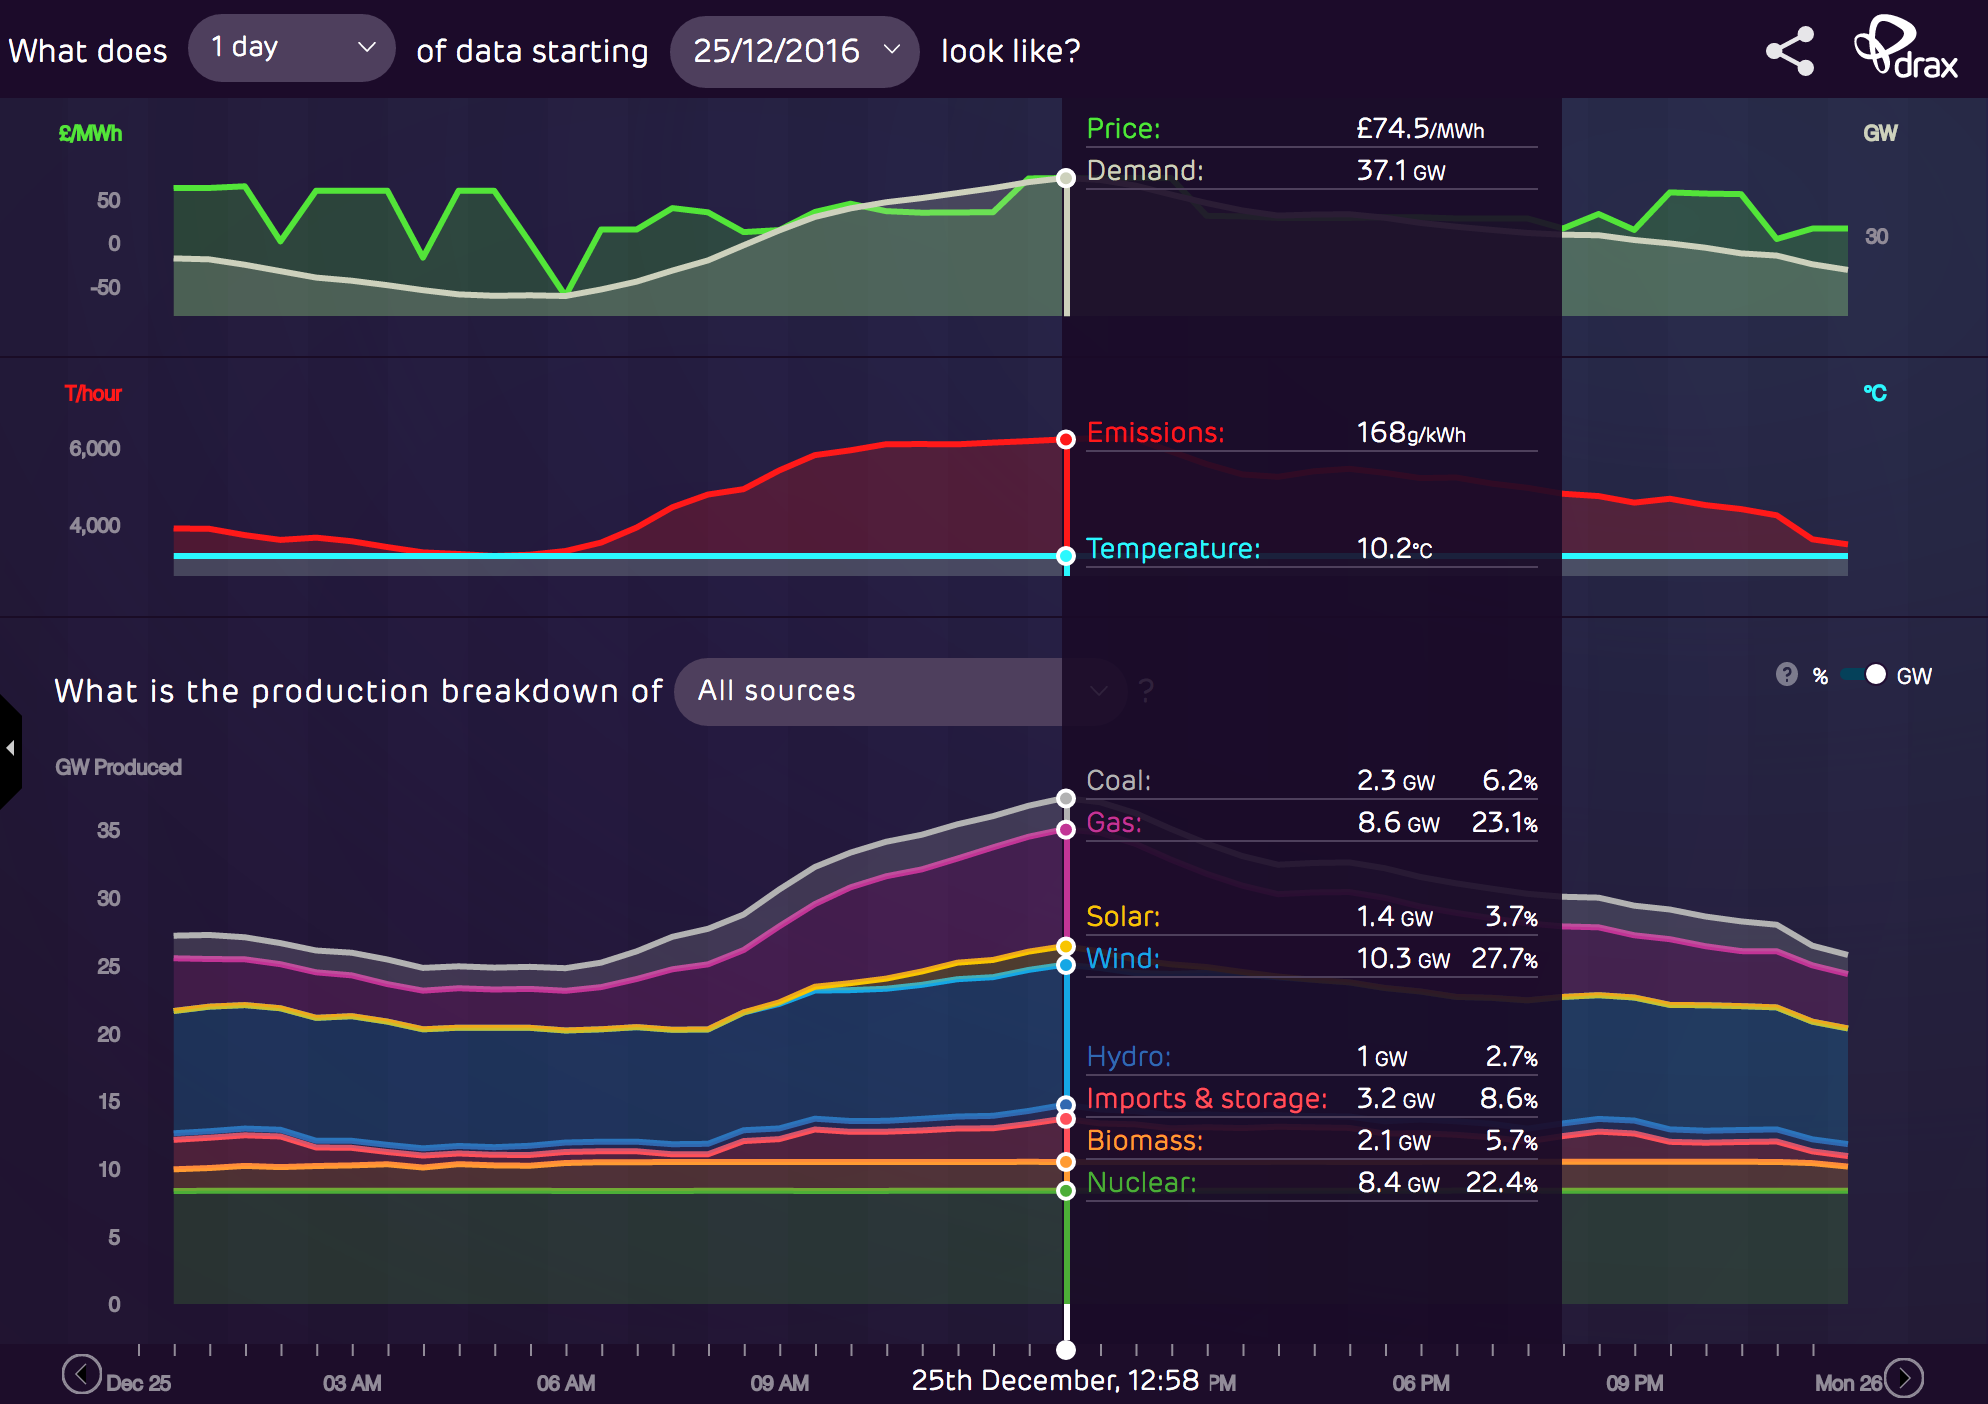 What does 1 day of data starting 25/12/2016 look like?
drax
£/MWh
GW
50
0
-50
30
Price: £74.5/MWh
Demand: 37.1 GW
T/hour
°C
6,000
4,000
Emissions: 168g/kWh
Temperature: 10.2°C
What is the production breakdown of All sources ?
? % GW
GW Produced
35
30
25
20
15
10
5
0
Coal: 2.3 GW 6.2%
Gas: 8.6 GW 23.1%
Solar: 1.4 GW 3.7%
Wind: 10.3 GW 27.7%
Hydro: 1 GW 2.7%
Imports & storage: 3.2 GW 8.6%
Biomass: 2.1 GW 5.7%
Nuclear: 8.4 GW 22.4%
Dec 25 03 AM 06 AM 09 AM 25th December, 12:58 PM 06 PM 09 PM Mon 26